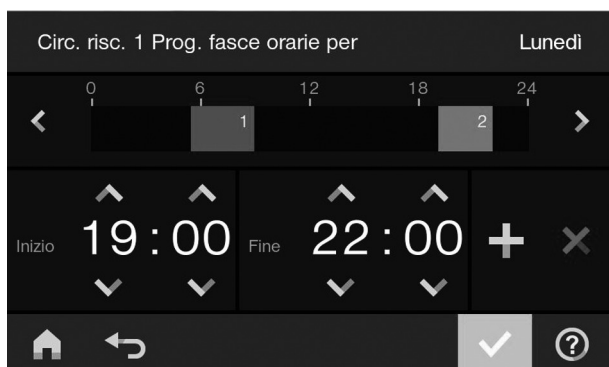 Circ. risc. 1 Prog. fasce orarie per Lunedì
0 6 12 18 24
1 2
Inizio 19:00 Fine 22:00